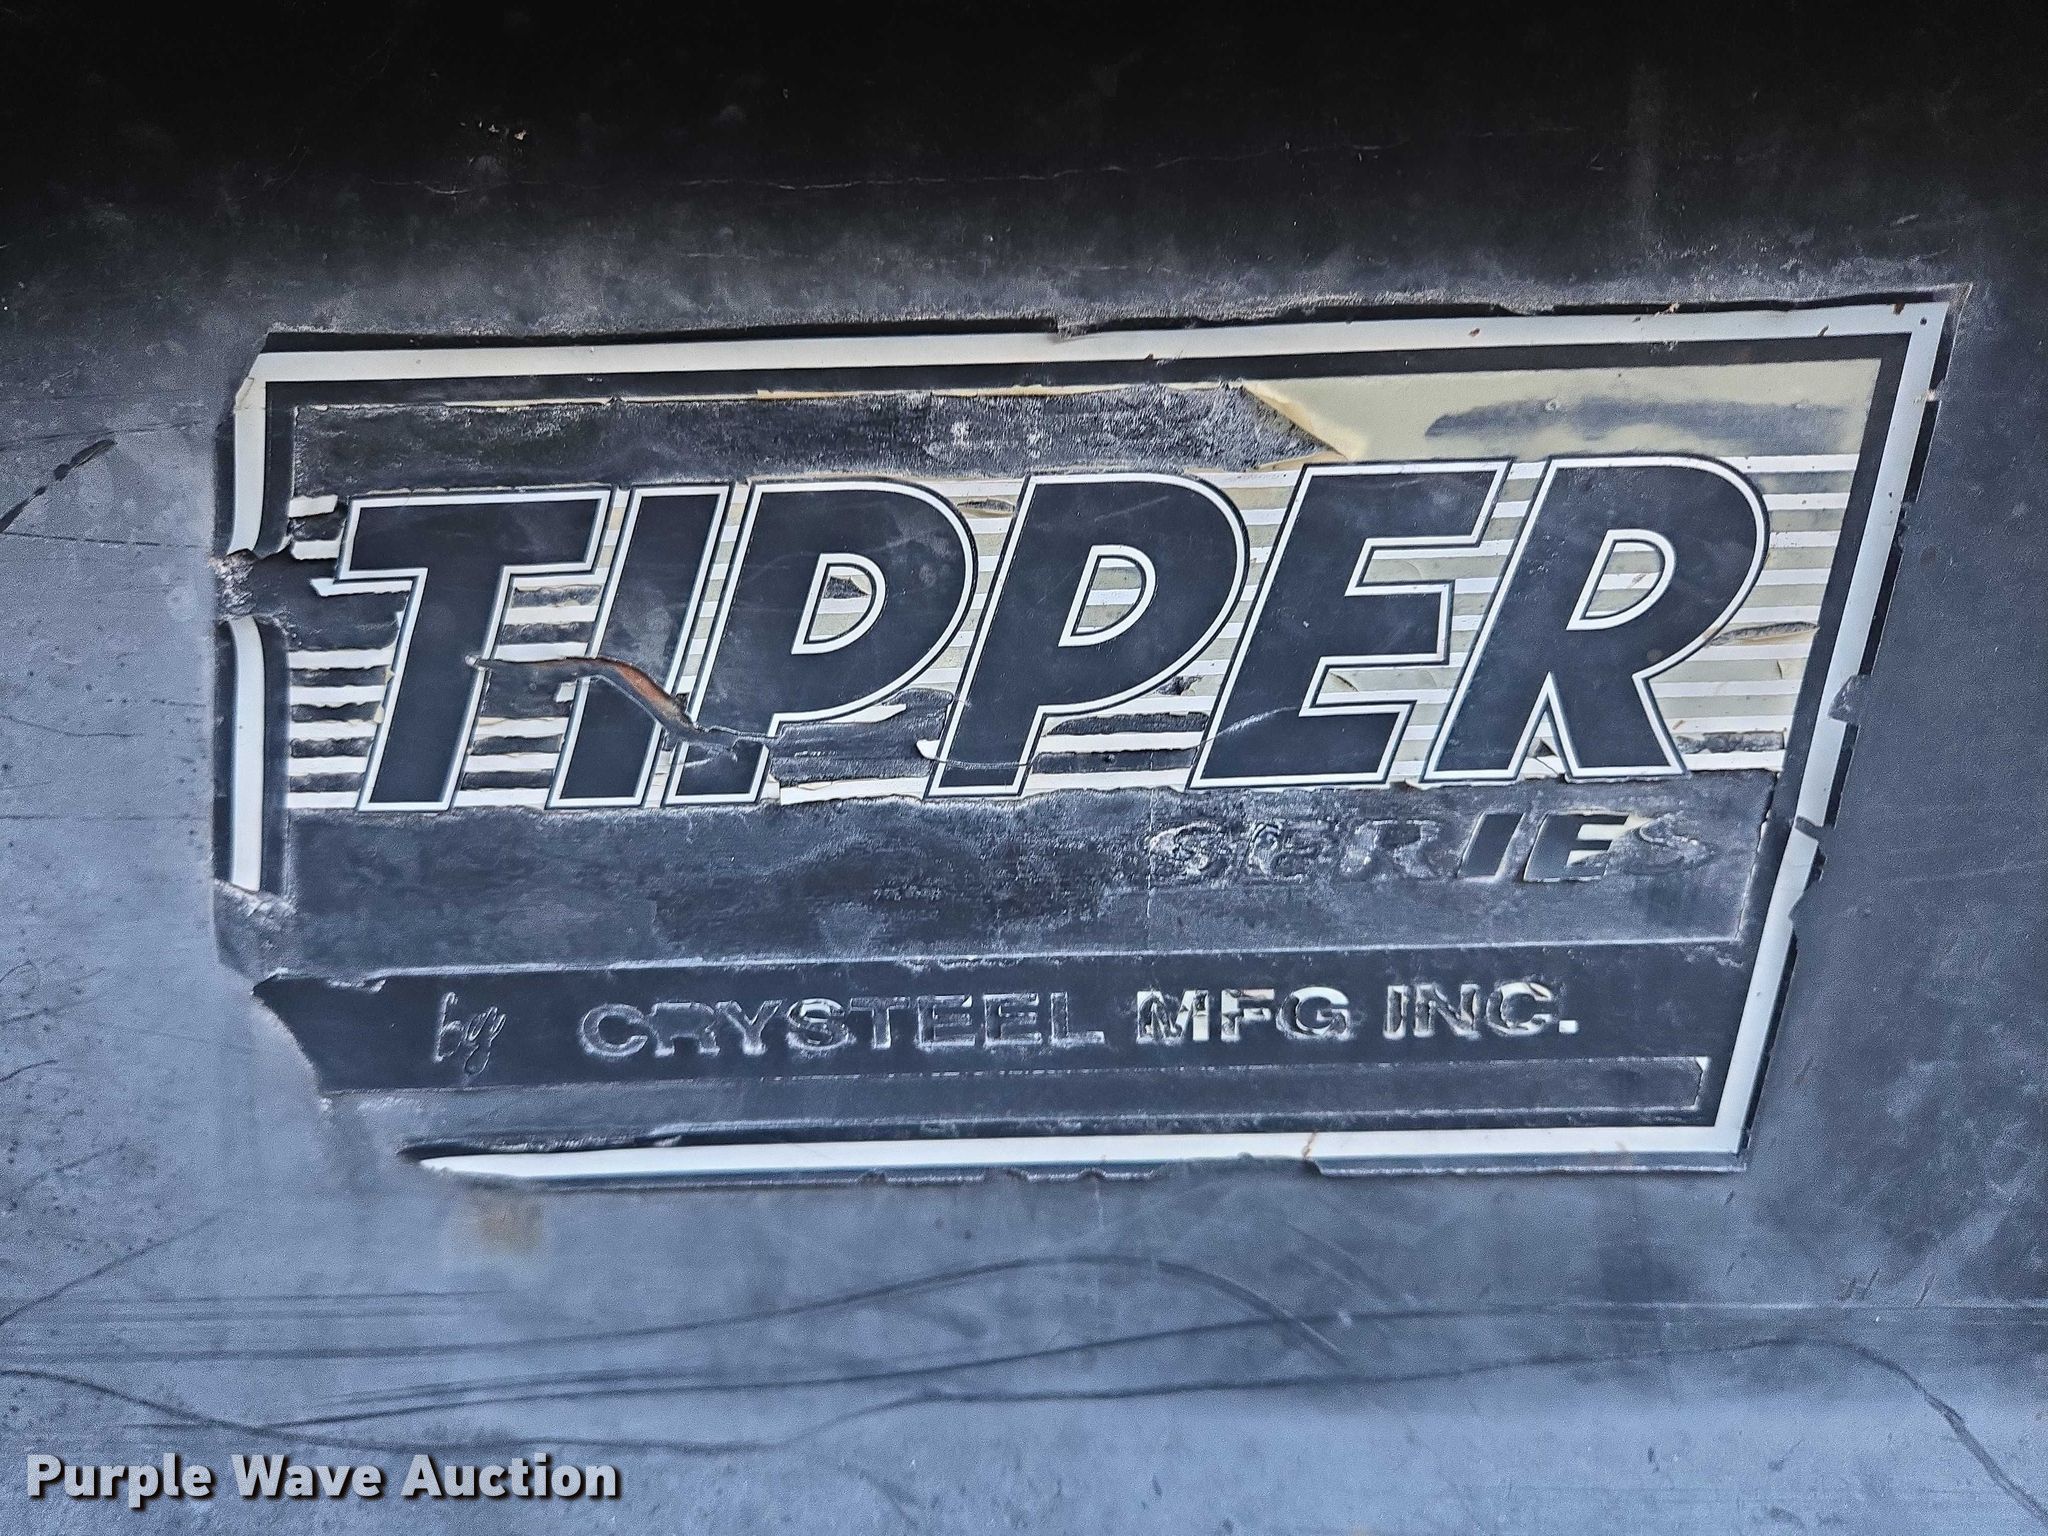 TIPPER
SERIES
by CRYSTEEL MFG INC.
Purple Wave Auction